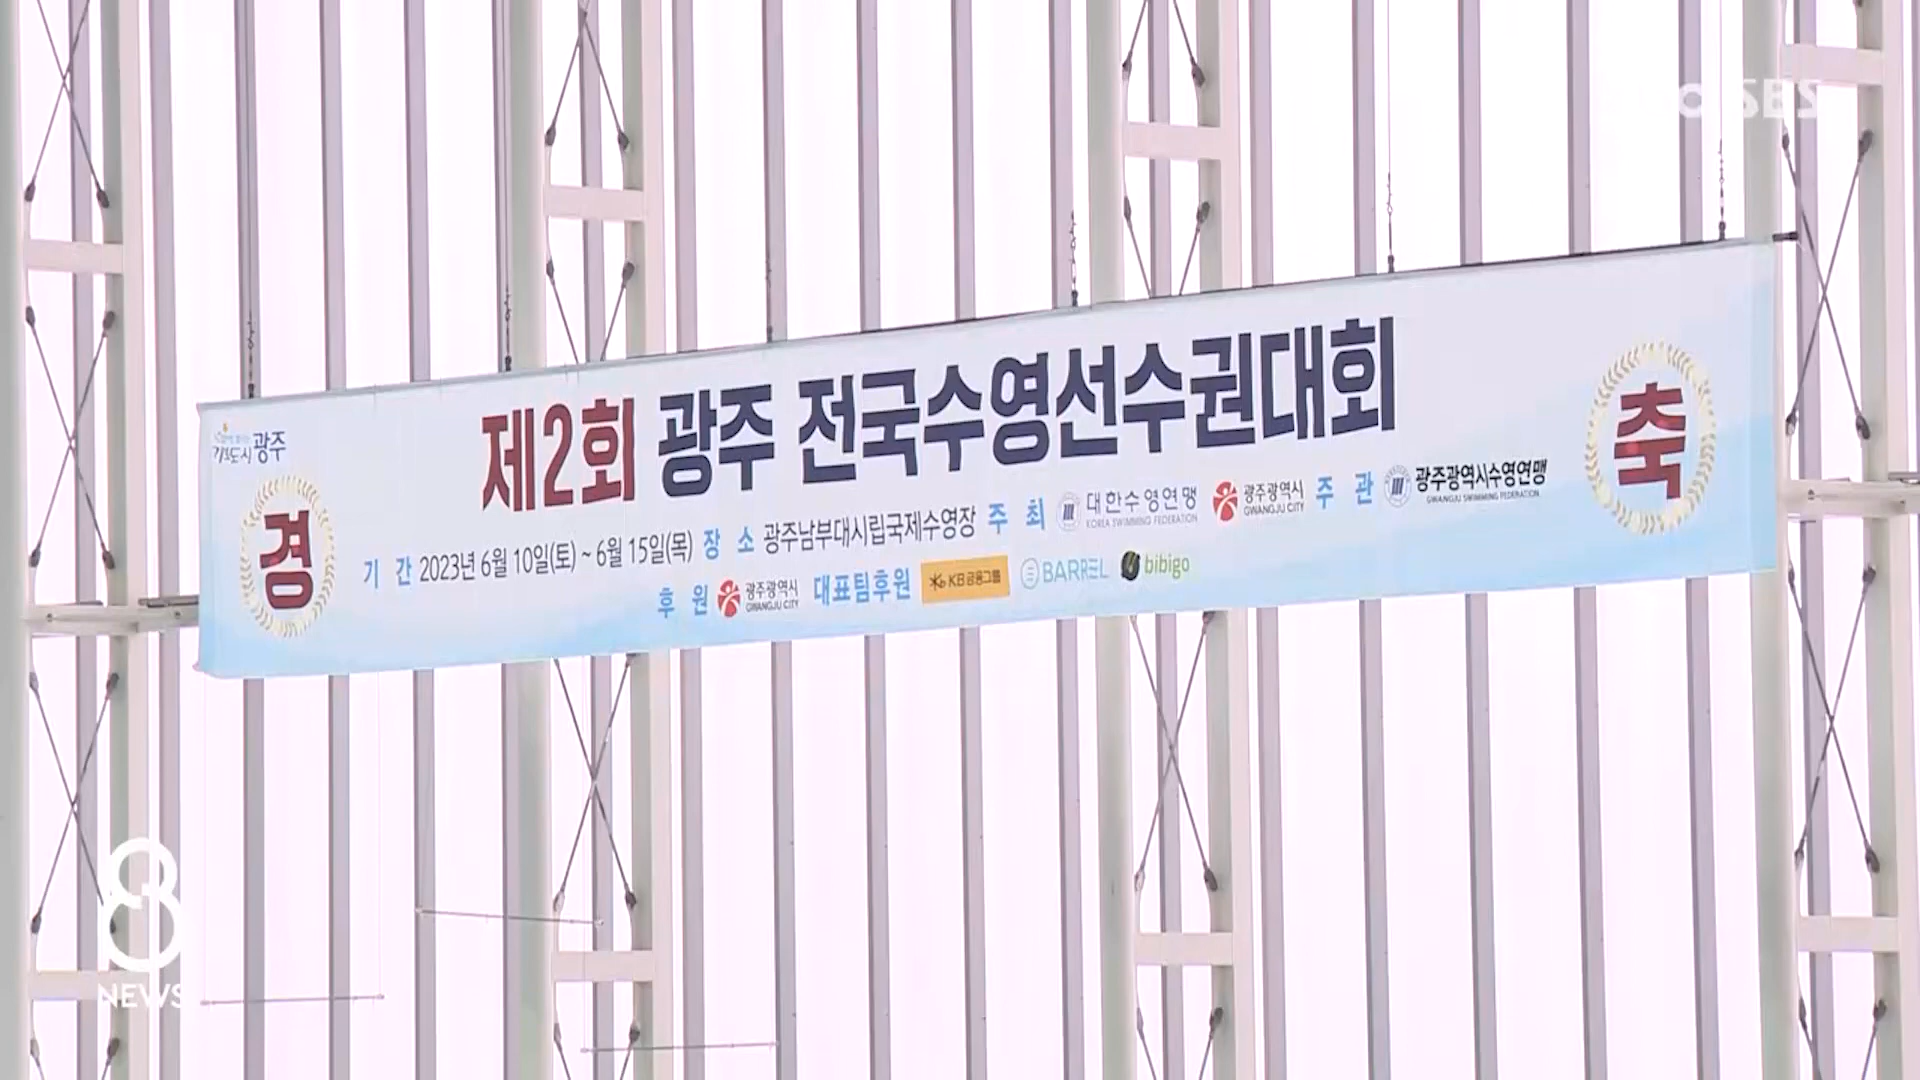 SBS
광주
제2회 광주 전국수영선수권대회
경
축
기 간 2023년 6월 10일(토) ~ 6월 15일(목) 장 소 광주남부대시립국제수영장 주 최 대한수영연맹 KOREA SWIMMING FEDERATION 광주광역시 GWANGJU CITY 주 관 광주광역시수영연맹 GWANGJU SWIMMING FEDERATION
후 원 광주광역시 GWANGJU CITY 대표팀후원 KB 금융그룹 BARREL bibigo
8
NEWS